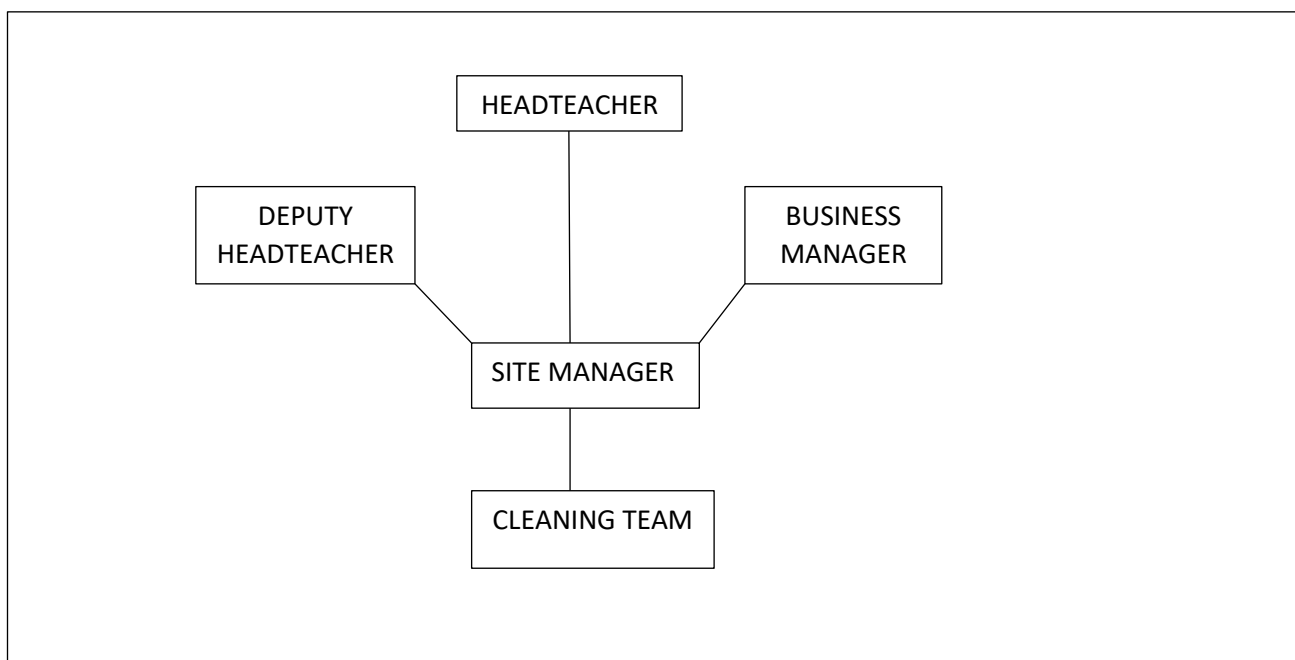 HEADTEACHER
DEPUTY
HEADTEACHER
BUSINESS
MANAGER
SITE MANAGER
CLEANING TEAM